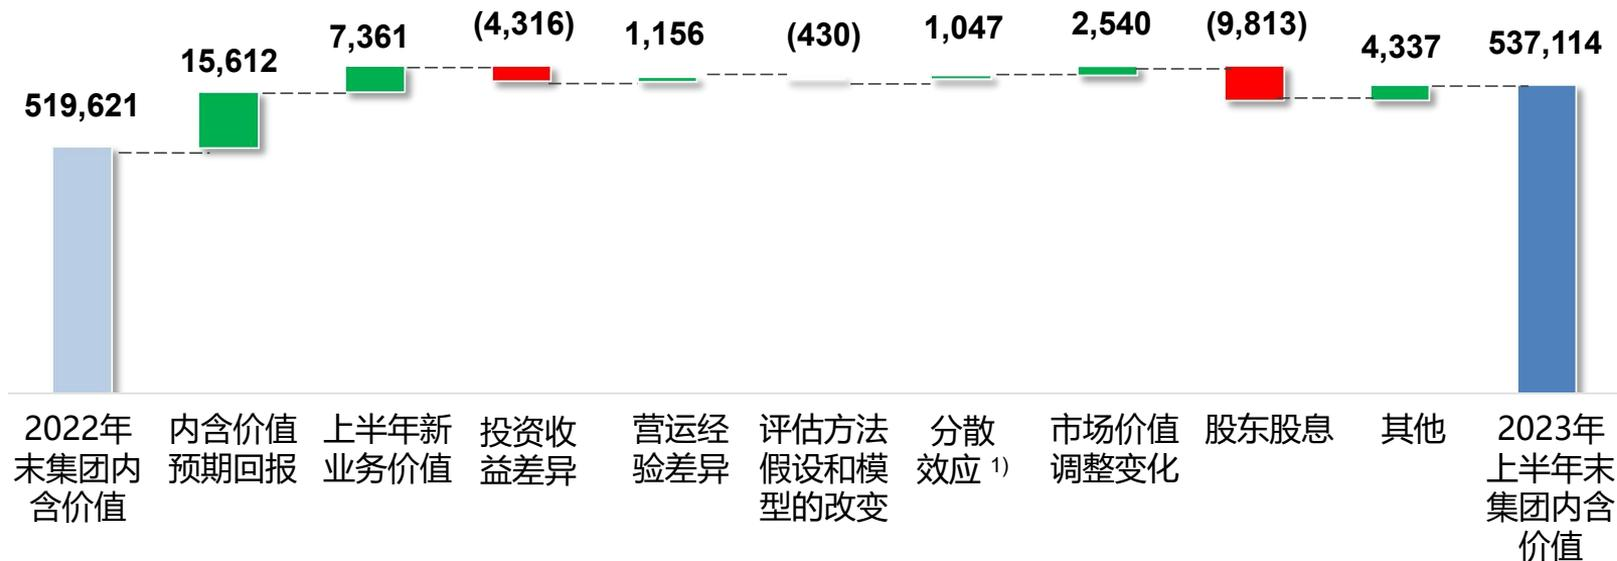 519,621
15,612
7,361
(4,316)
1,156
(430)
1,047
2,540
(9,813)
4,337
537,114
2022年
末集团内
含价值
内含价值
预期回报
上半年新
业务价值
投资收
益差异
营运经
验差异
评估方法
假设和模
型的改变
分散
效应 1)
市场价值
调整变化
股东股息
其他
2023年
上半年末
集团内含
价值